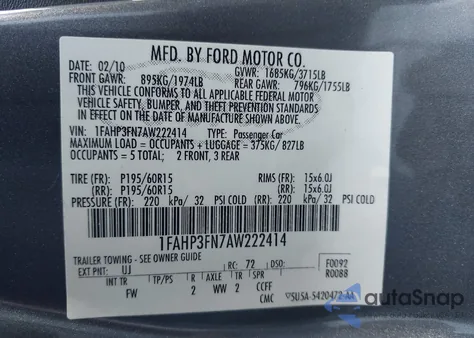 MFD. BY FORD MOTOR CO.
DATE: 02/10 GVWR: 1685KG/3715LB
FRONT GAWR: 895KG/1974LB REAR GAWR: 796KG/1755LB
THIS VEHICLE CONFORMS TO ALL APPLICABLE FEDERAL MOTOR
VEHICLE SAFETY, BUMPER, AND THEFT PREVENTION STANDARDS
IN EFFECT ON THE DATE OF MANUFACTURE SHOWN ABOVE.
VIN: 1FAHP3FN7AW222414 TYPE: Passenger Car
MAXIMUM LOAD = OCCUPANTS + LUGGAGE = 375KG/ 827LB
OCCUPANTS = 5 TOTAL; 2 FRONT, 3 REAR
TIRE (FR): P195/60R15 RIMS (FR): 15x6.0J
(RR): P195/60R15 (RR): 15x6.0J
PRESSURE (FR): 220 kPa/ 32 PSI COLD (RR): 220 kPa/ 32 PSI COLD
1FAHP3FN7AW222414
TRAILER TOWING - SEE OWNER GUIDE F0092
EXT PNT: UJ RC: 72 DSO: R0088
INT TR TP/PS R AXLE TR SPR
FW 2 WW 2 CCFF
CMC 5U5A-5420472-AA
autoSnap